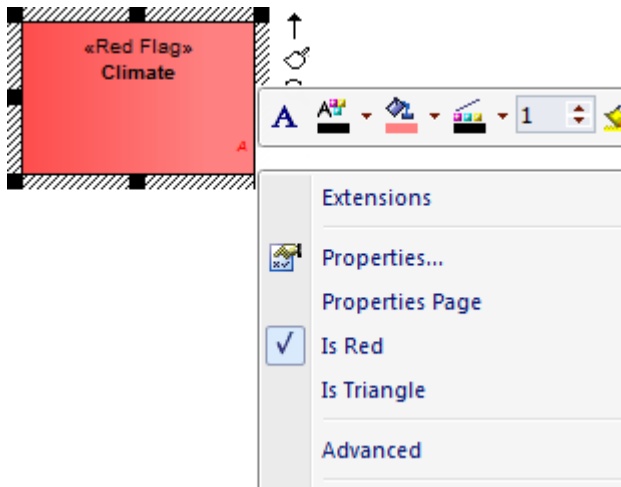 «Red Flag»
Climate
A
A
A
1
Extensions
Properties...
Properties Page
Is Red
Is Triangle
Advanced